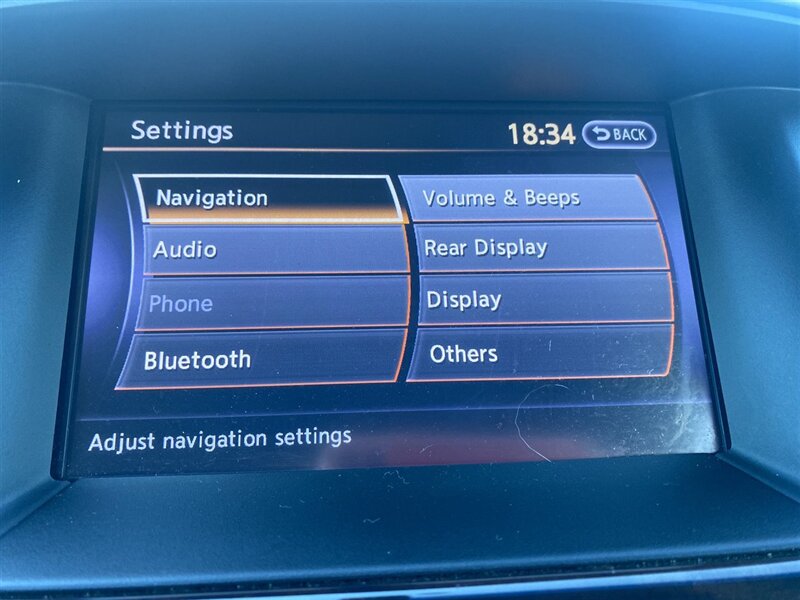 Settings
18:34
BACK
Navigation
Volume & Beeps
Audio
Rear Display
Phone
Display
Bluetooth
Others
Adjust navigation settings